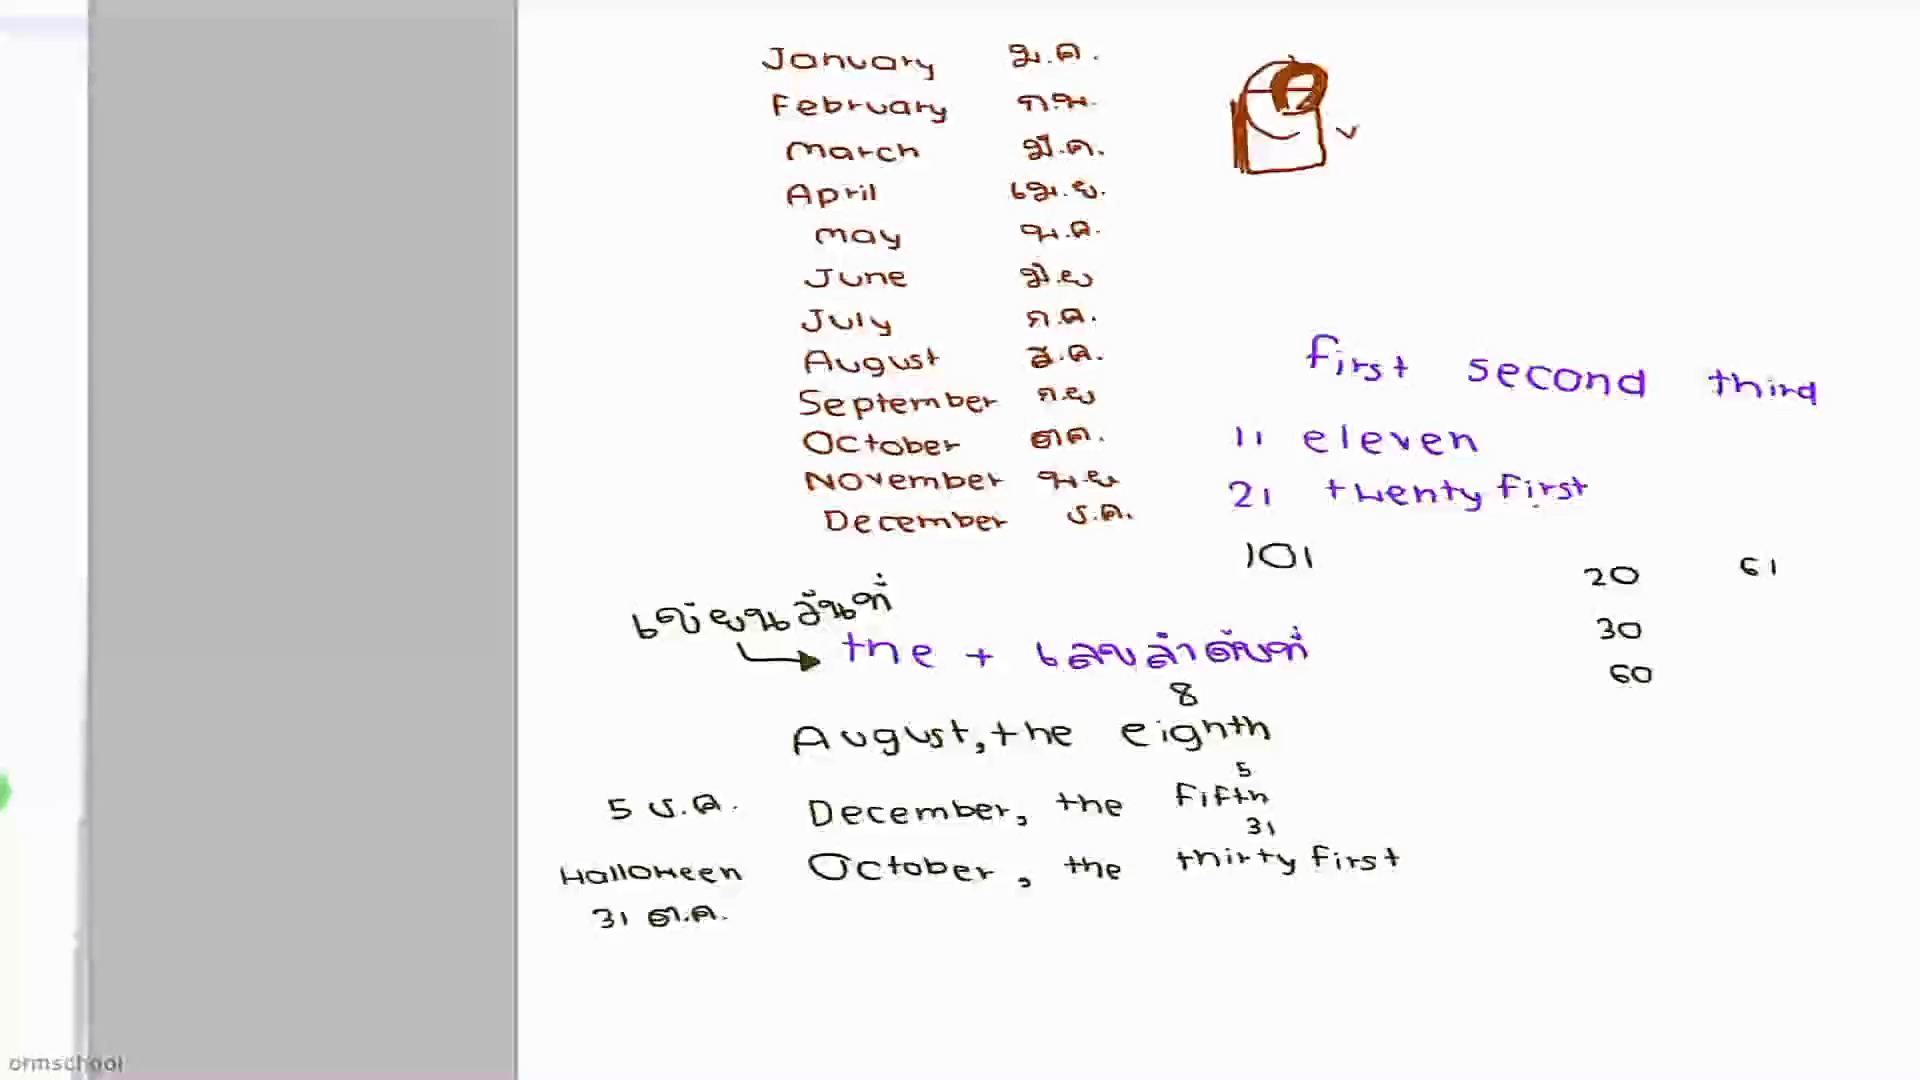 January ม.ค.
February ก.พ.
March มี.ค.
April เม.ย.
May พ.ค.
June มิ.ย
July ก.ค.
August ส.ค.
September ก.ย
October ต.ค.
November พ.ย
December ธ.ค.
first second third
11 eleven
21 twenty first
101
20 61
30
60
เขียนวันที่
the + เลขลำดับที่
8
August, the eighth
5
5 ธ.ค. December, the fifth
31
Halloween October, the thirty first
31 ต.ค.
ormschool